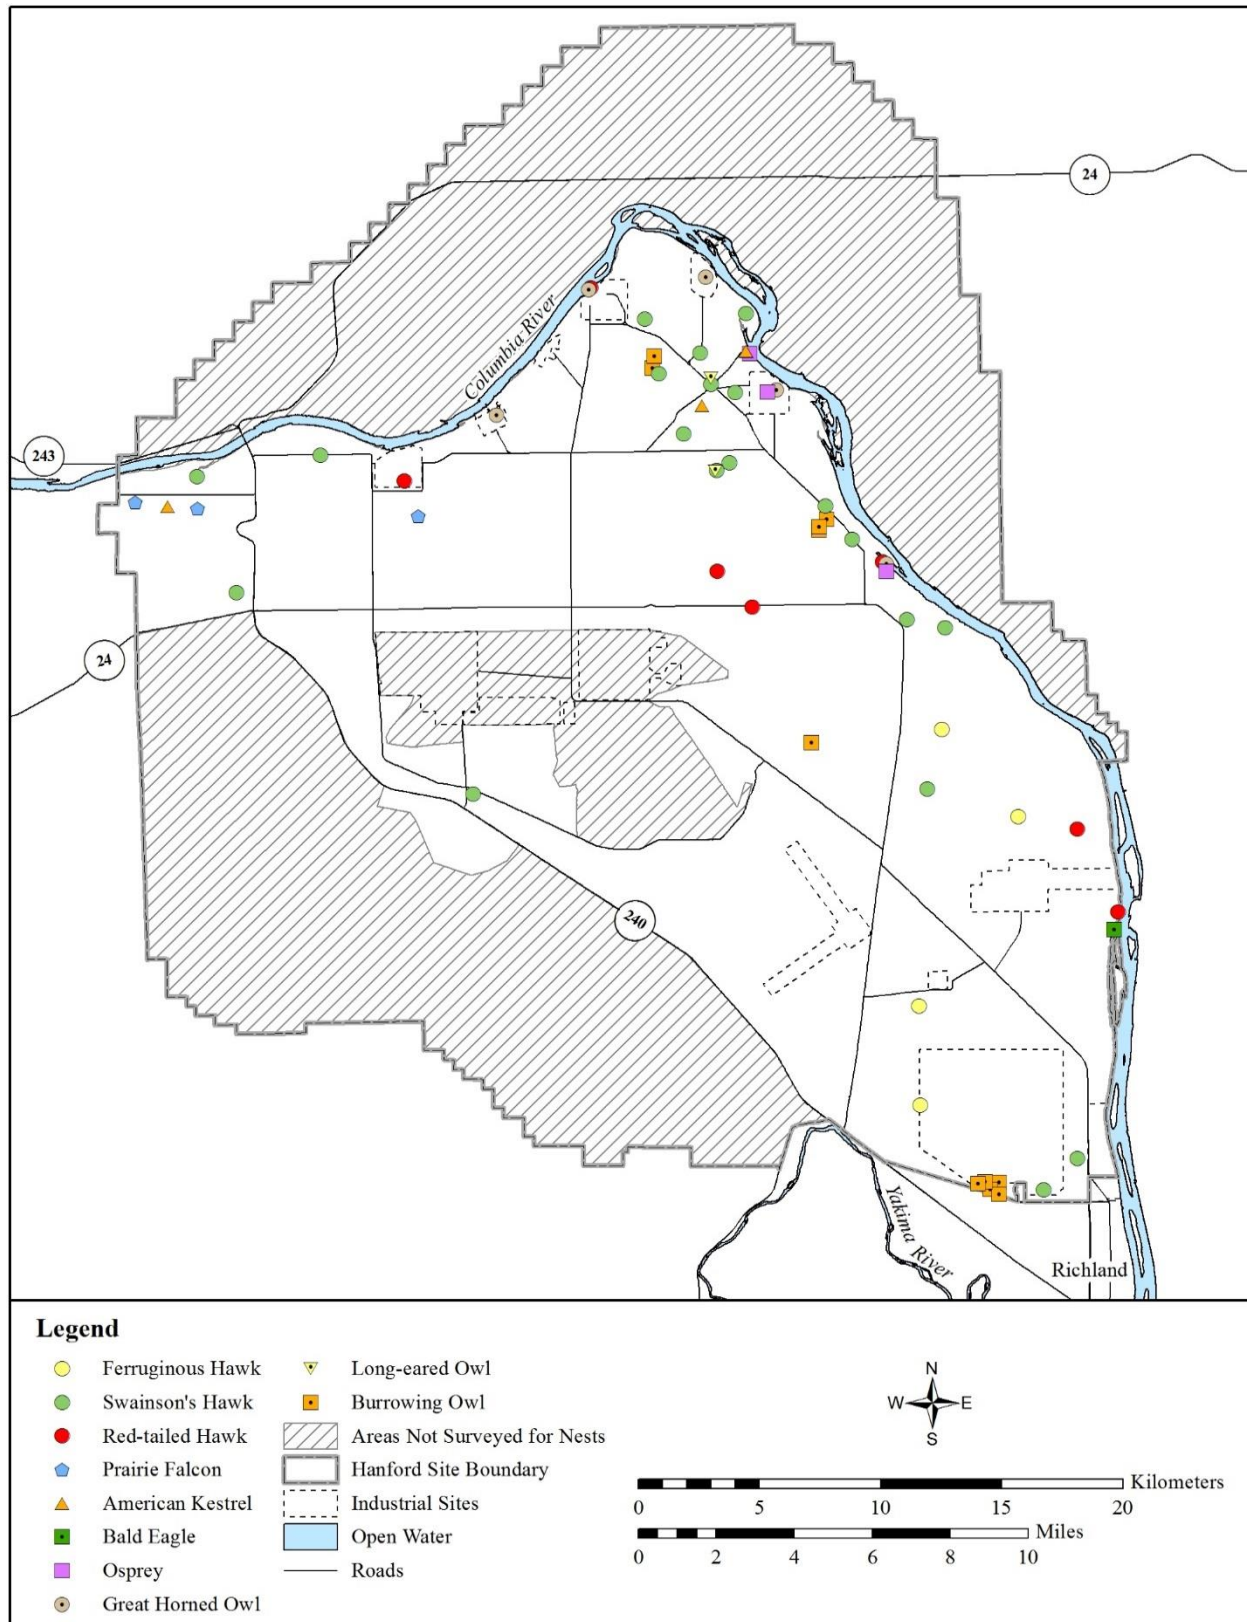 24
Columbia River
243
24
240
Yakima River
Richland
Legend
Ferruginous Hawk
Long-eared Owl
Swainson's Hawk
Burrowing Owl
Red-tailed Hawk
Areas Not Surveyed for Nests
Prairie Falcon
Hanford Site Boundary
American Kestrel
Industrial Sites
Bald Eagle
Open Water
Osprey
Roads
Great Horned Owl
N
W E
S
Kilometers
0 5 10 15 20
Miles
0 2 4 6 8 10